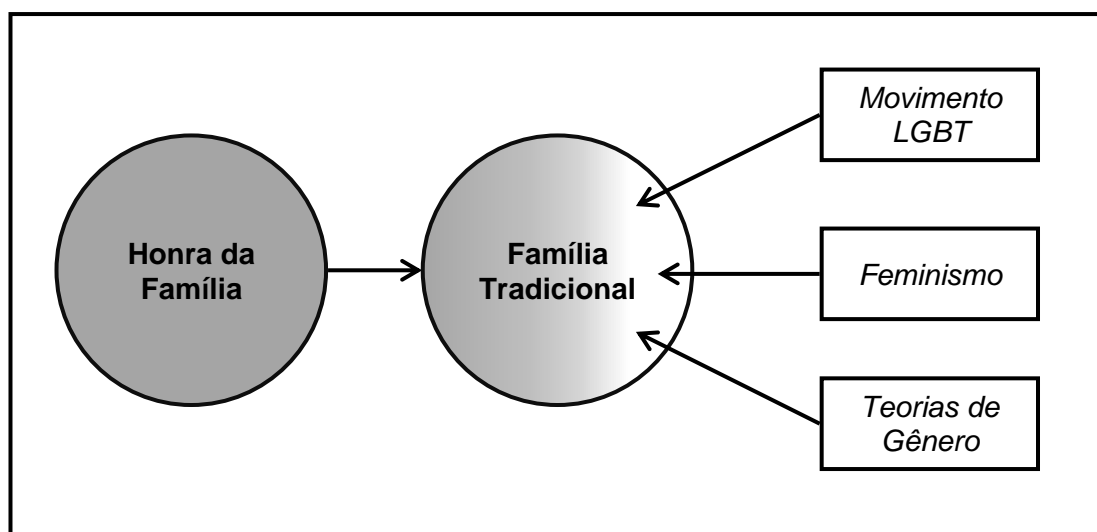 Honra da
Família
Família
Tradicional
Movimento
LGBT
Feminismo
Teorias de
Gênero